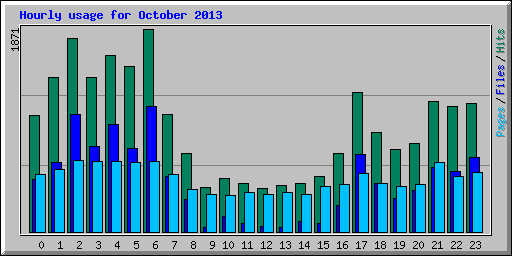 Hourly usage for October 2013
1871
Pages / Files / Hits
0 1 2 3 4 5 6 7 8 9 10 11 12 13 14 15 16 17 18 19 20 21 22 23